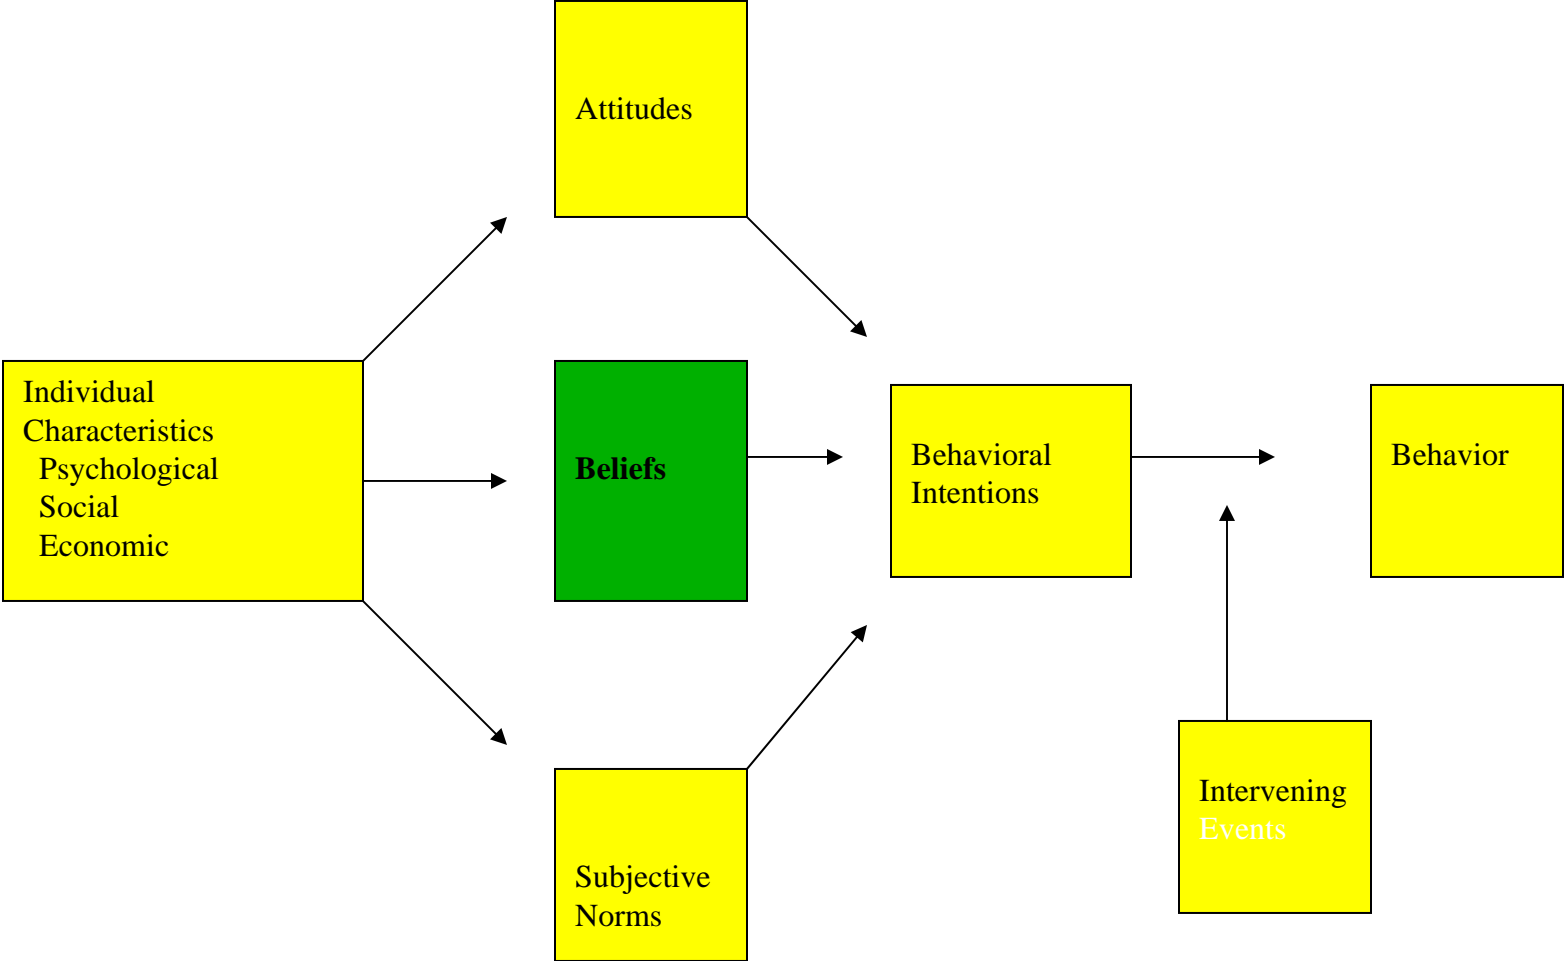 Attitudes
Individual
Characteristics
Psychological
Social
Economic
Beliefs
Behavioral
Intentions
Behavior
Intervening
Events
Subjective
Norms